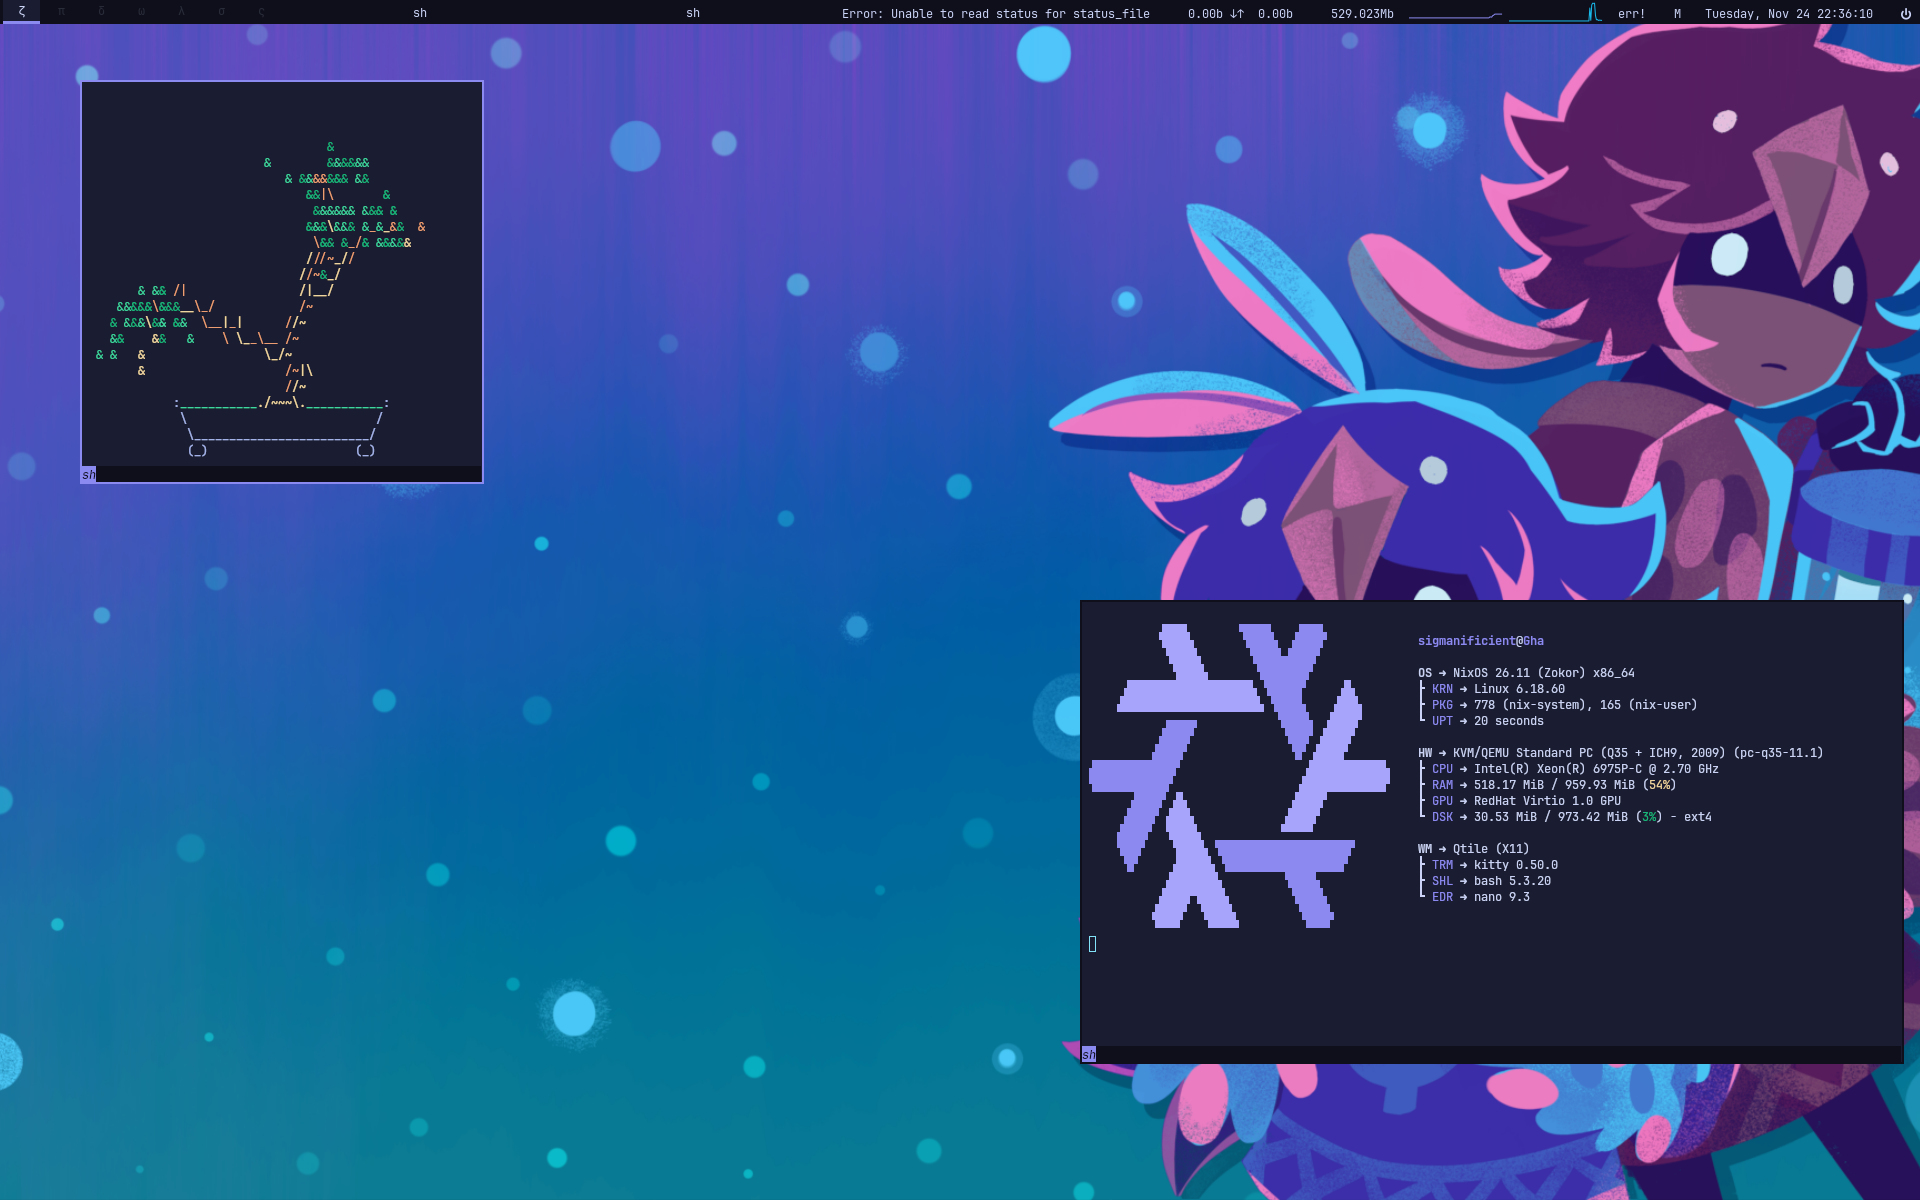 ζ π δ ω λ σ ς sh sh Error: Unable to read status for status_file 0.00b ↓↑ 0.00b 529.023Mb err! M Tuesday, Nov 24 22:36:10
sh
sigmanificient@Gha
OS → NixOS 26.11 (Zokor) x86_64
KRN → Linux 6.18.60
PKG → 778 (nix-system), 165 (nix-user)
UPT → 20 seconds
HW → KVM/QEMU Standard PC (Q35 + ICH9, 2009) (pc-q35-11.1)
CPU → Intel(R) Xeon(R) 6975P-C @ 2.70 GHz
RAM → 518.17 MiB / 959.93 MiB (54%)
GPU → RedHat Virtio 1.0 GPU
DSK → 30.53 MiB / 973.42 MiB (3%) - ext4
WM → Qtile (X11)
TRM → kitty 0.50.0
SHL → bash 5.3.20
EDR → nano 9.3
sh